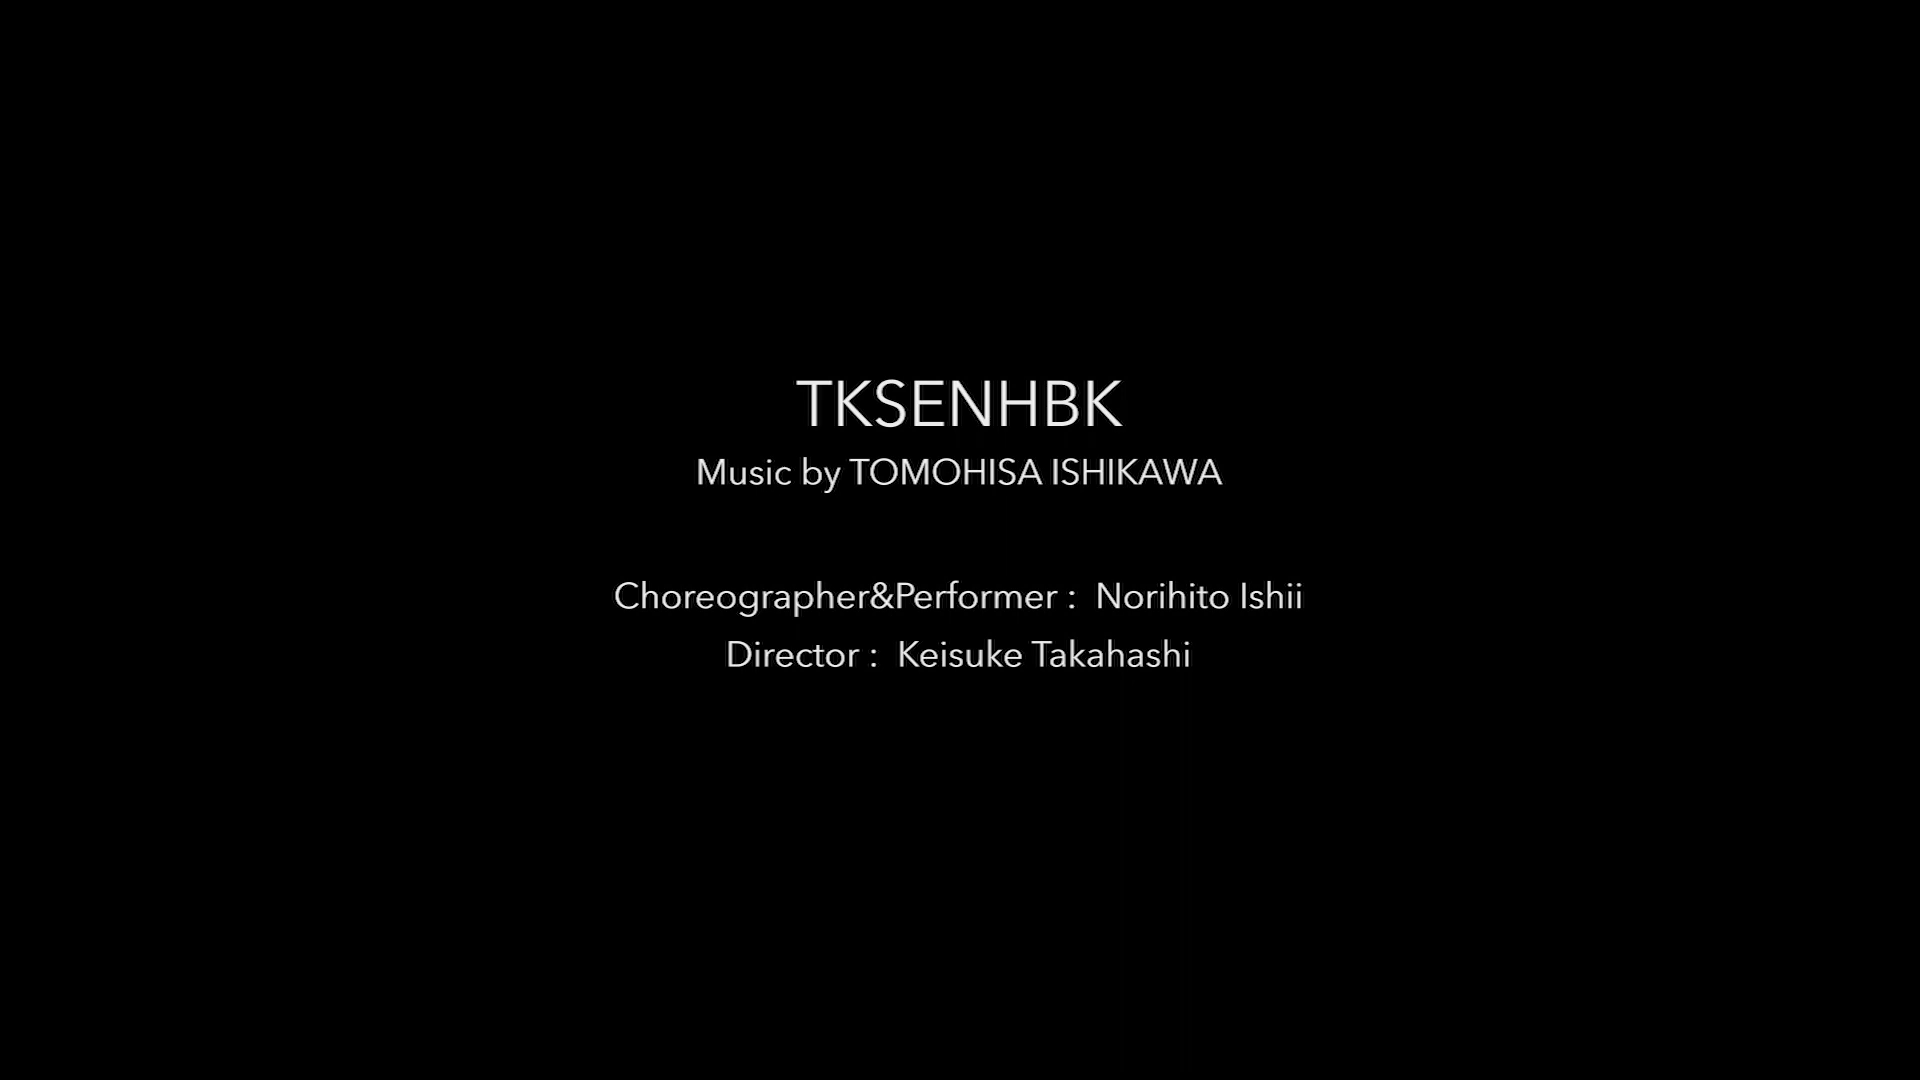 TKSENHBK
Music by TOMOHISA ISHIKAWA
Choreographer&Performer :  Norihito Ishii
Director :  Keisuke Takahashi